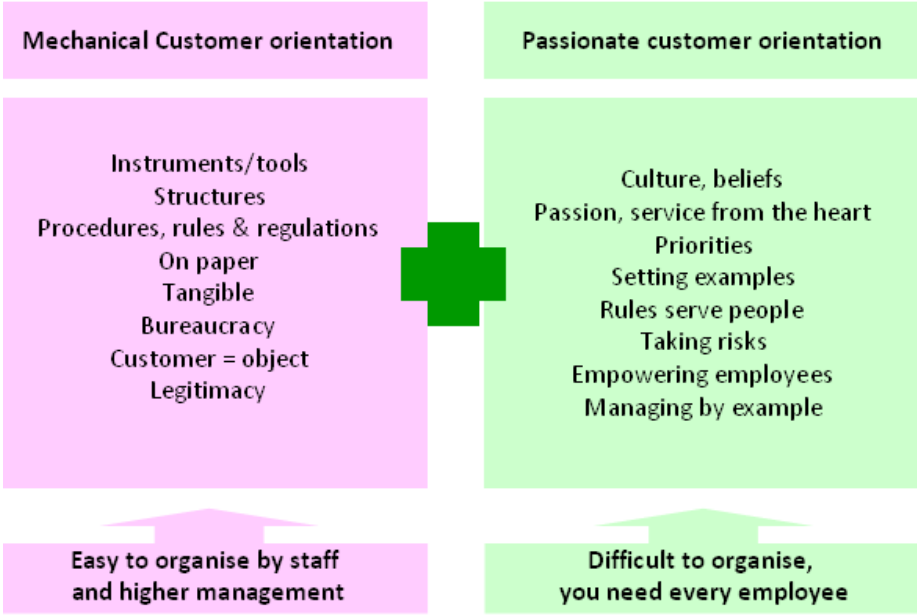 Mechanical Customer orientation
Instruments/tools
Structures
Procedures, rules & regulations
On paper
Tangible
Bureaucracy
Customer = object
Legitimacy
Easy to organise by staff
and higher management
Passionate customer orientation
Culture, beliefs
Passion, service from the heart
Priorities
Setting examples
Rules serve people
Taking risks
Empowering employees
Managing by example
Difficult to organise,
you need every employee